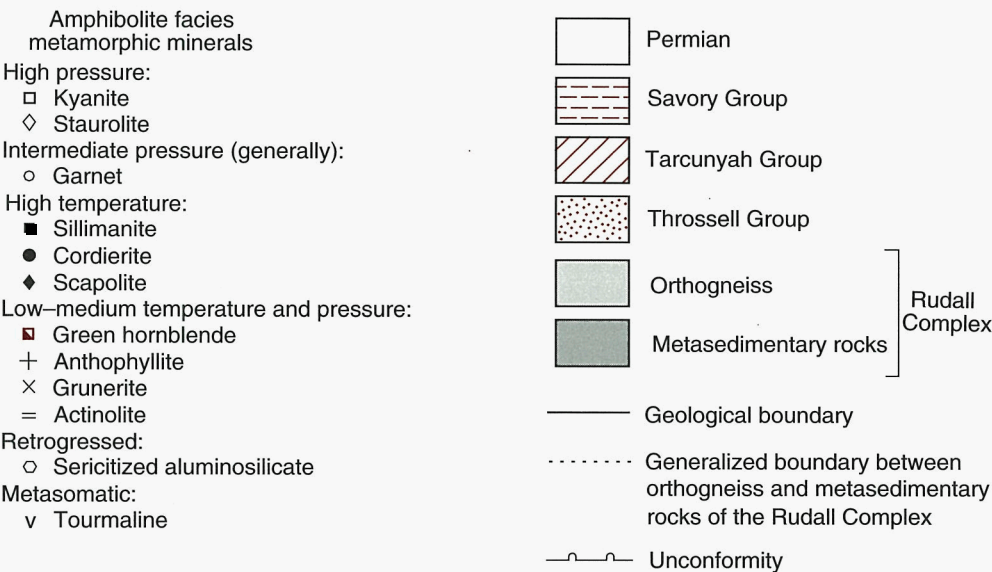 Amphibolite facies
metamorphic minerals
High pressure:
Kyanite
Staurolite
Intermediate pressure (generally):
Garnet
High temperature:
Sillimanite
Cordierite
Scapolite
Low–medium temperature and pressure:
Green hornblende
Anthophyllite
Grunerite
Actinolite
Retrogressed:
Sericitized aluminosilicate
Metasomatic:
v Tourmaline
Permian
Savory Group
Tarcunyah Group
Throssell Group
Orthogneiss
Metasedimentary rocks
Rudall
Complex
Geological boundary
Generalized boundary between
orthogneiss and metasedimentary
rocks of the Rudall Complex
Unconformity